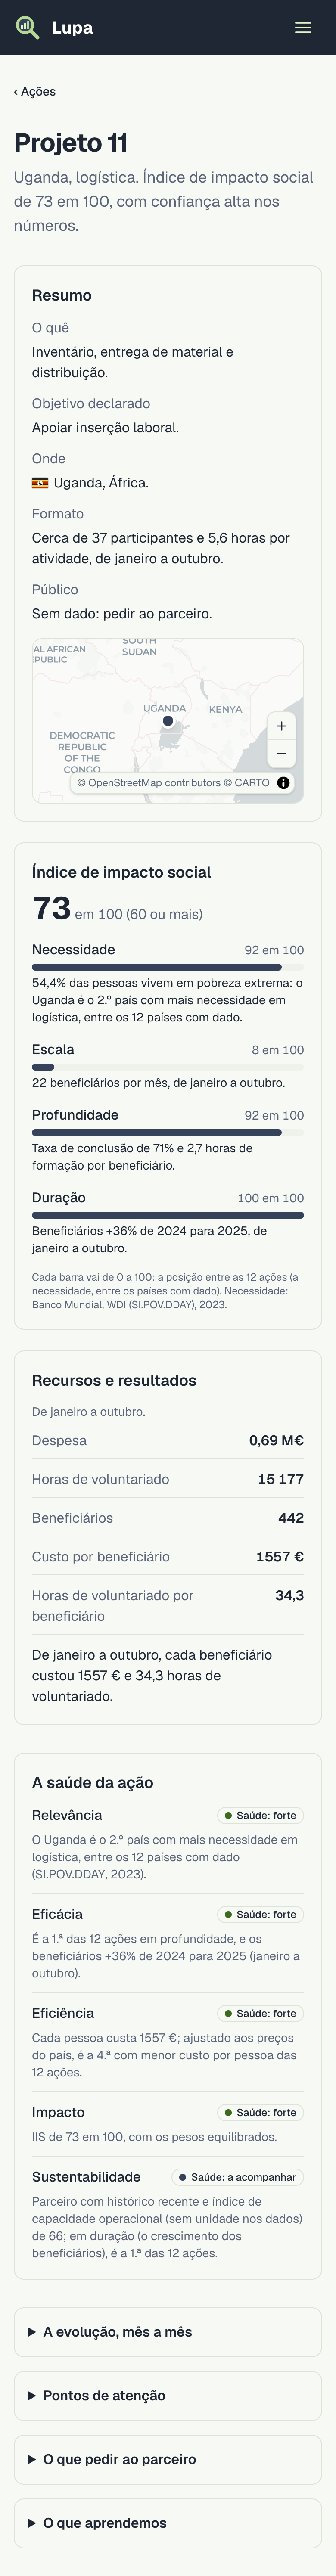 Lupa
‹ Ações
Projeto 11
Uganda, logística. Índice de impacto social
de 73 em 100, com confiança alta nos
números.
Resumo
O quê
Inventário, entrega de material e
distribuição.
Objetivo declarado
Apoiar inserção laboral.
Onde
Uganda, África.
Formato
Cerca de 37 participantes e 5,6 horas por
atividade, de janeiro a outubro.
Público
Sem dado: pedir ao parceiro.
SOUTH
SUDAN
AL AFRICAN
EPUBLIC
UGANDA
KENYA
DEMOCRATIC
REPUBLIC
OF THE
CONGO
+
−
© OpenStreetMap contributors © CARTO
Índice de impacto social
73 em 100 (60 ou mais)
Necessidade 92 em 100
54,4% das pessoas vivem em pobreza extrema: o
Uganda é o 2.º país com mais necessidade em
logística, entre os 12 países com dado.
Escala 8 em 100
22 beneficiários por mês, de janeiro a outubro.
Profundidade 92 em 100
Taxa de conclusão de 71% e 2,7 horas de
formação por beneficiário.
Duração 100 em 100
Beneficiários +36% de 2024 para 2025, de
janeiro a outubro.
Cada barra vai de 0 a 100: a posição entre as 12 ações (a
necessidade, entre os países com dado). Necessidade:
Banco Mundial, WDI (SI.POV.DDAY), 2023.
Recursos e resultados
De janeiro a outubro.
Despesa 0,69 M€
Horas de voluntariado 15 177
Beneficiários 442
Custo por beneficiário 1557 €
Horas de voluntariado por 34,3
beneficiário
De janeiro a outubro, cada beneficiário
custou 1557 € e 34,3 horas de
voluntariado.
A saúde da ação
Relevância Saúde: forte
O Uganda é o 2.º país com mais necessidade em
logística, entre os 12 países com dado
(SI.POV.DDAY, 2023).
Eficácia Saúde: forte
É a 1.ª das 12 ações em profundidade, e os
beneficiários +36% de 2024 para 2025 (janeiro a
outubro).
Eficiência Saúde: forte
Cada pessoa custa 1557 €; ajustado aos preços
do país, é a 4.ª com menor custo por pessoa das
12 ações.
Impacto Saúde: forte
IIS de 73 em 100, com os pesos equilibrados.
Sustentabilidade Saúde: a acompanhar
Parceiro com histórico recente e índice de
capacidade operacional (sem unidade nos dados)
de 66; em duração (o crescimento dos
beneficiários), é a 1.ª das 12 ações.
A evolução, mês a mês
Pontos de atenção
O que pedir ao parceiro
O que aprendemos